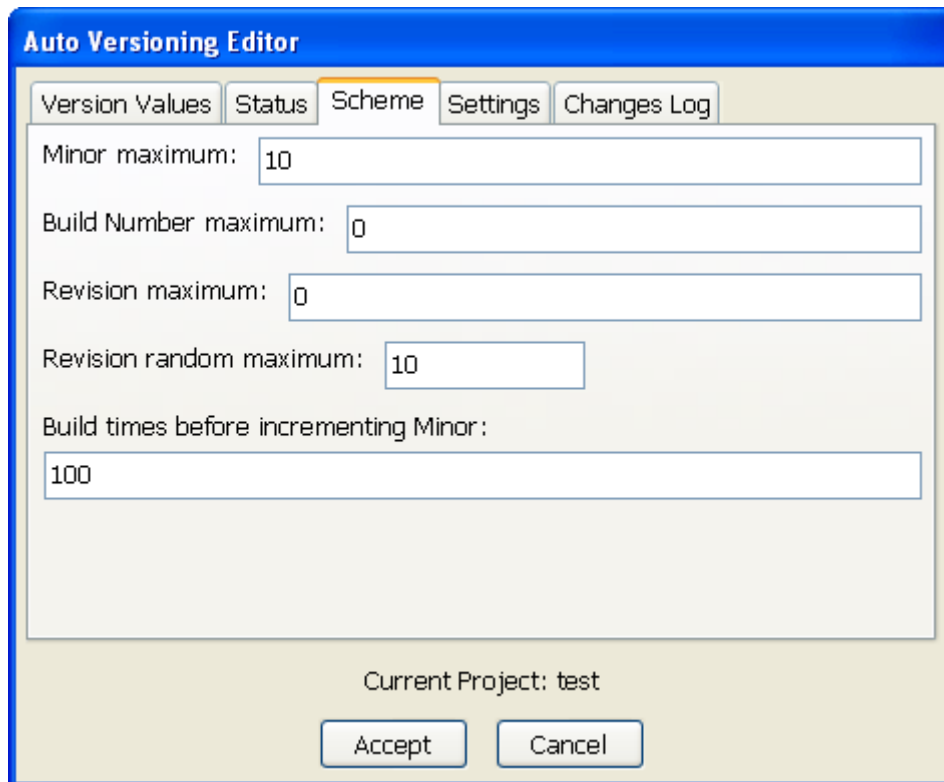 Auto Versioning Editor
Version Values Status Scheme Settings Changes Log
Minor maximum: 10
Build Number maximum: 0
Revision maximum: 0
Revision random maximum: 10
Build times before incrementing Minor:
100
Current Project: test
Accept Cancel